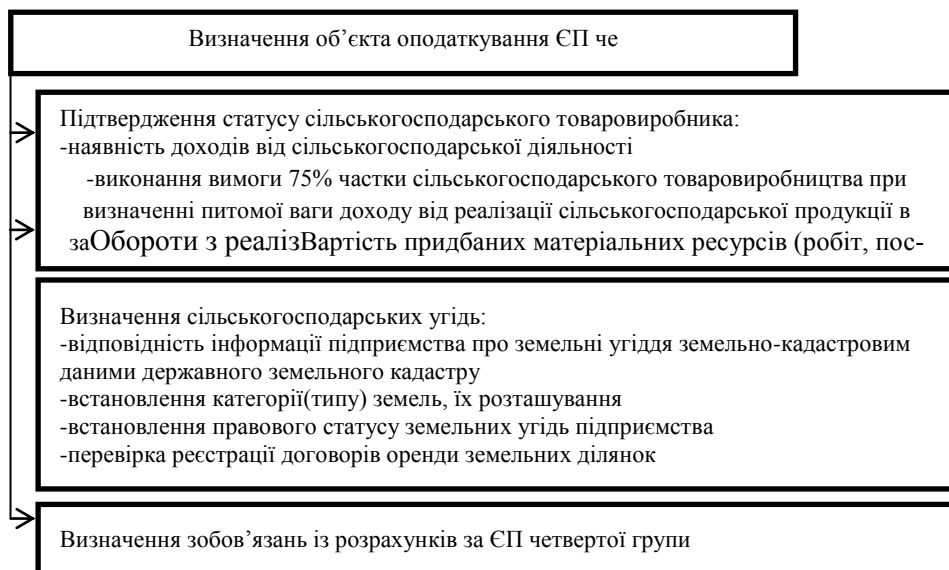 Визначення об’єкта оподаткування ЄП че
Підтвердження статусу сільськогосподарського товаровиробника:
-наявність доходів від сільськогосподарської діяльності
-виконання вимоги 75% частки сільськогосподарського товаровиробництва при
визначенні питомої ваги доходу від реалізації сільськогосподарської продукції в
заОбороти з реалізВартість придбаних матеріальних ресурсів (робіт, пос-
Визначення сільськогосподарських угідь:
-відповідність інформації підприємства про земельні угіддя земельно-кадастровим
даними державного земельного кадастру
-встановлення категорії(типу) земель, їх розташування
-встановлення правового статусу земельних угідь підприємства
-перевірка реєстрації договорів оренди земельних ділянок
Визначення зобов’язань із розрахунків за ЄП четвертої групи